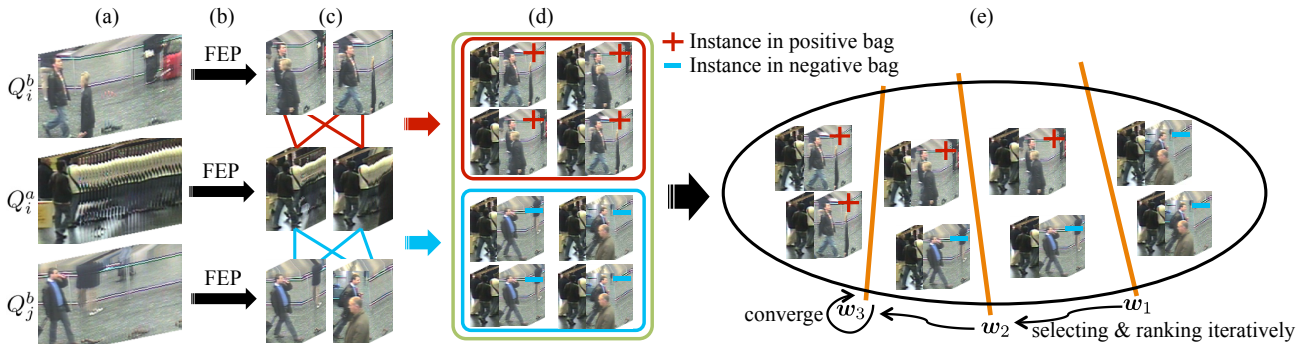 (a) (b) (c) (d) (e)
FEP
FEP
FEP
Q_i^b
Q_i^a
Q_j^b
+ Instance in positive bag
− Instance in negative bag
converge
w_3
w_2
w_1
selecting & ranking iteratively